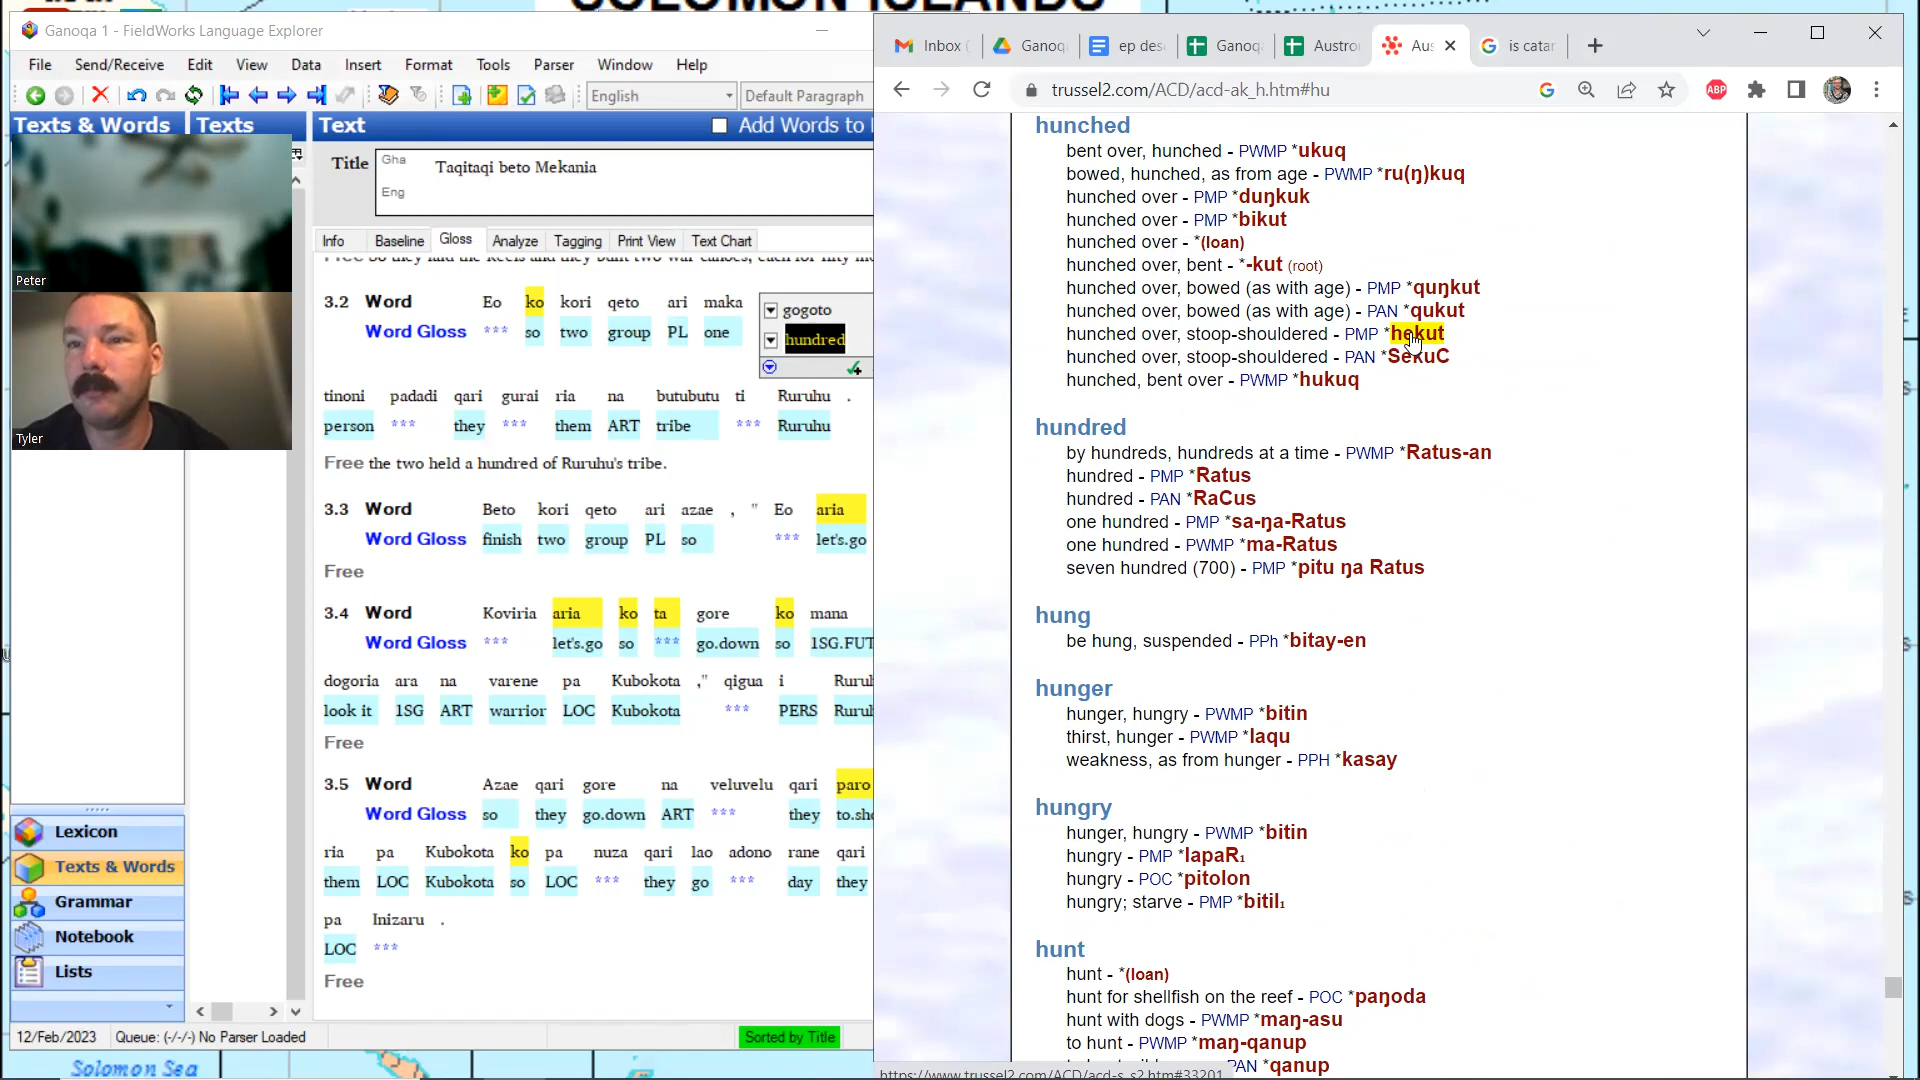 SOLOMON ISLANDS
Ganoqa 1 - FieldWorks Language Explorer
File Send/Receive Edit View Data Insert Format Tools Parser Window Help
English Default Paragraph
Texts & Words Texts Text Add Words to
Title Gha Taqitaqi beto Mekania
Eng
Info Baseline Gloss Analyze Tagging Print View Text Chart
Peter
Tyler
3.2 Word Eo ko kori qeto ari maka gogoto
Word Gloss *** so two group PL one hundred
tinoni padadi qari gurai ria na butubutu ti Ruruhu .
person *** they *** them ART tribe *** Ruruhu
Free the two held a hundred of Ruruhu's tribe.
3.3 Word Beto kori qeto ari azae , " Eo aria
Word Gloss finish two group PL so *** let's.go
Free
3.4 Word Koviria aria ko ta gore ko mana
Word Gloss *** let's.go so *** go.down so 1SG.FUT
dogoria ara na varene pa Kubokota ," qigua i Ruru
look it 1SG ART warrior LOC Kubokota *** PERS Ruru
Free
3.5 Word Azae qari gore na veluvelu qari paro
Word Gloss so they go.down ART *** they to.sho
ria pa Kubokota ko pa nuza qari lao adono rane qari
them LOC Kubokota so LOC *** they go *** day they
pa Inizaru .
LOC ***
Free
Lexicon
Texts & Words
Grammar
Notebook
Lists
12/Feb/2023 Queue: (-/-/-) No Parser Loaded Sorted by Title
Solomon Sea
Inbox ( Ganoq ep des Ganoq Austro Aus is catar
trussel2.com/ACD/acd-ak_h.htm#hu
hunched
bent over, hunched - PWMP *ukuq
bowed, hunched, as from age - PWMP *ru(ŋ)kuq
hunched over - PMP *duŋkuk
hunched over - PMP *bikut
hunched over - *(loan)
hunched over, bent - *-kut (root)
hunched over, bowed (as with age) - PMP *quŋkut
hunched over, bowed (as with age) - PAN *qukut
hunched over, stoop-shouldered - PMP *hekut
hunched over, stoop-shouldered - PAN *SekuC
hunched, bent over - PWMP *hukuq
hundred
by hundreds, hundreds at a time - PWMP *Ratus-an
hundred - PMP *Ratus
hundred - PAN *RaCus
one hundred - PMP *sa-ŋa-Ratus
one hundred - PWMP *ma-Ratus
seven hundred (700) - PMP *pitu ŋa Ratus
hung
be hung, suspended - PPh *bitay-en
hunger
hunger, hungry - PWMP *bitin
thirst, hunger - PWMP *laqu
weakness, as from hunger - PPH *kasay
hungry
hunger, hungry - PWMP *bitin
hungry - PMP *lapaR₁
hungry - POC *pitolon
hungry; starve - PMP *bitil₁
hunt
hunt - *(loan)
hunt for shellfish on the reef - POC *paŋoda
hunt with dogs - PWMP *maŋ-asu
to hunt - PWMP *maŋ-qanup
PAN *qanup
https://www.trussel2.com/ACD/acd-s_s2.htm#33201